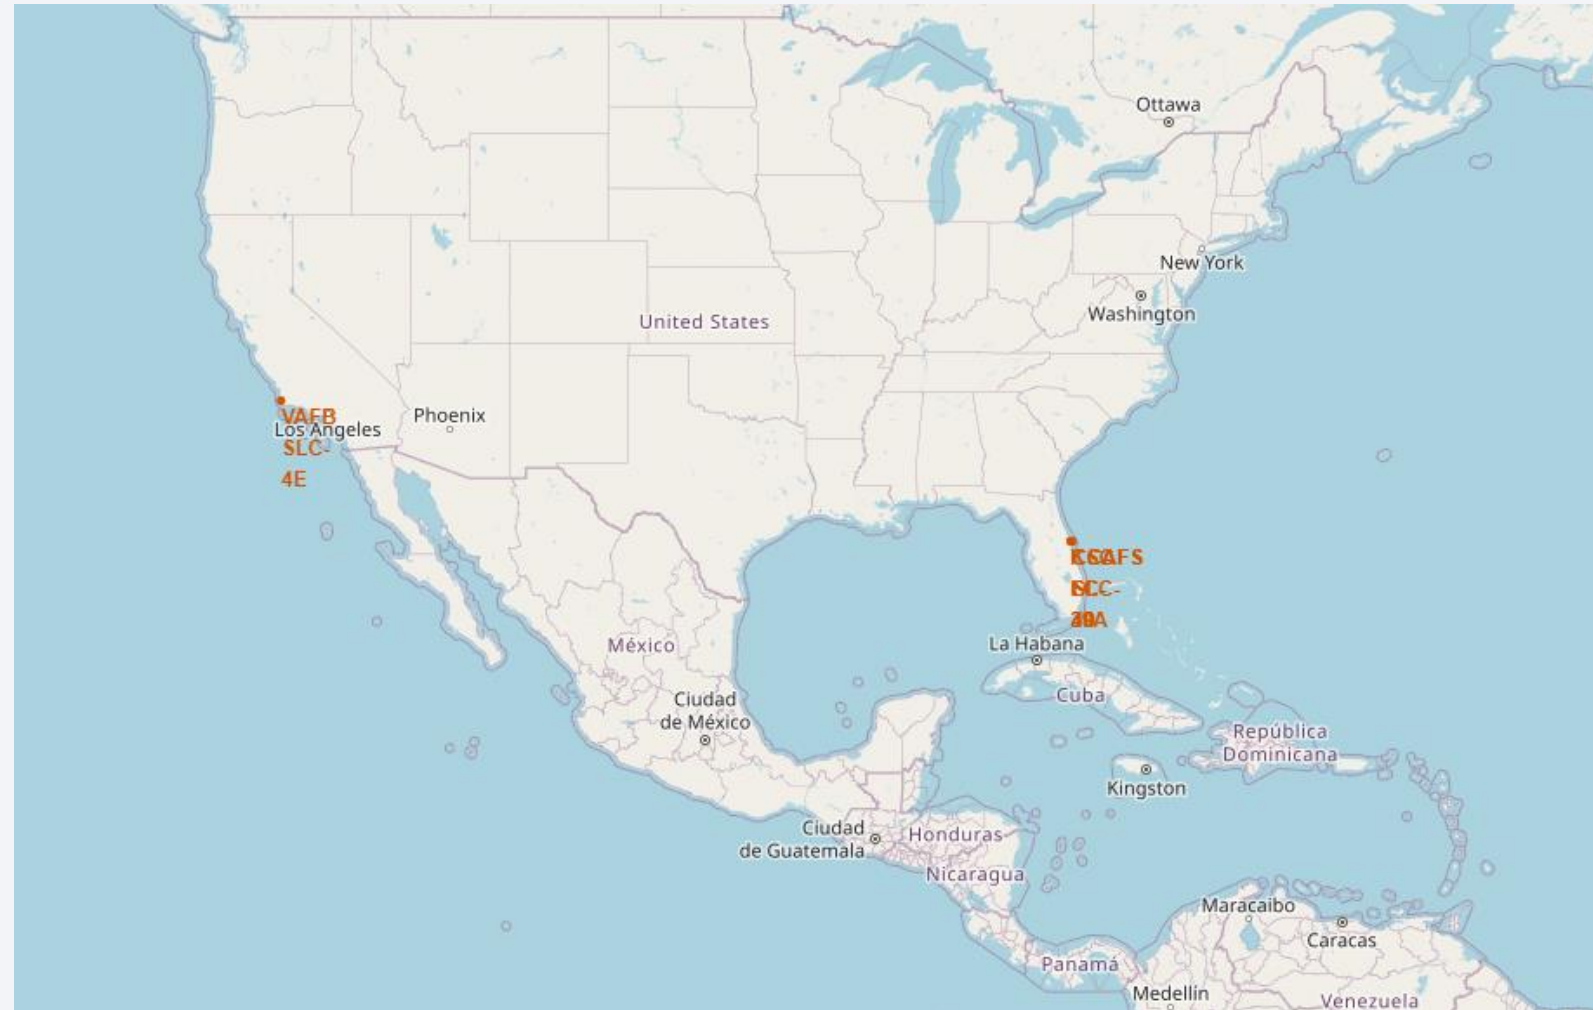 Ottawa
New York
Washington
United States
VAFB
SLC-
4E
Los Angeles
Phoenix
La Habana
México
Cuba
Ciudad
de México
República
Dominicana
Kingston
Ciudad
de Guatemala
Honduras
Nicaragua
Maracaibo
Caracas
Panamá
Medellín
Venezuela